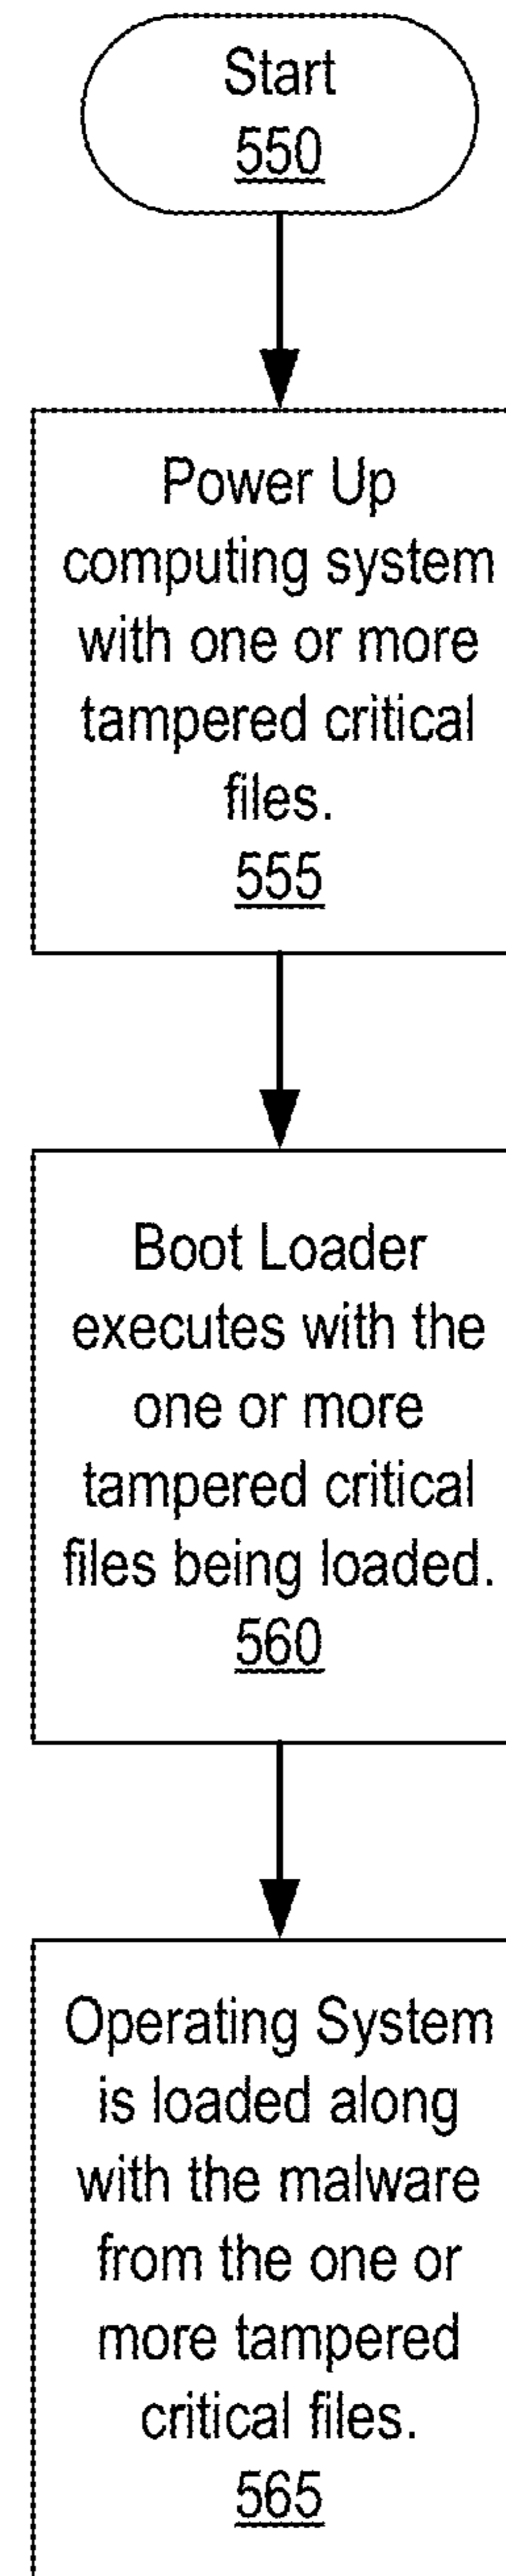 Start
550
Power Up
computing system
with one or more
tampered critical
files.
555
Boot Loader
executes with the
one or more
tampered critical
files being loaded.
560
Operating System
is loaded along
with the malware
from the one or
more tampered
critical files.
565